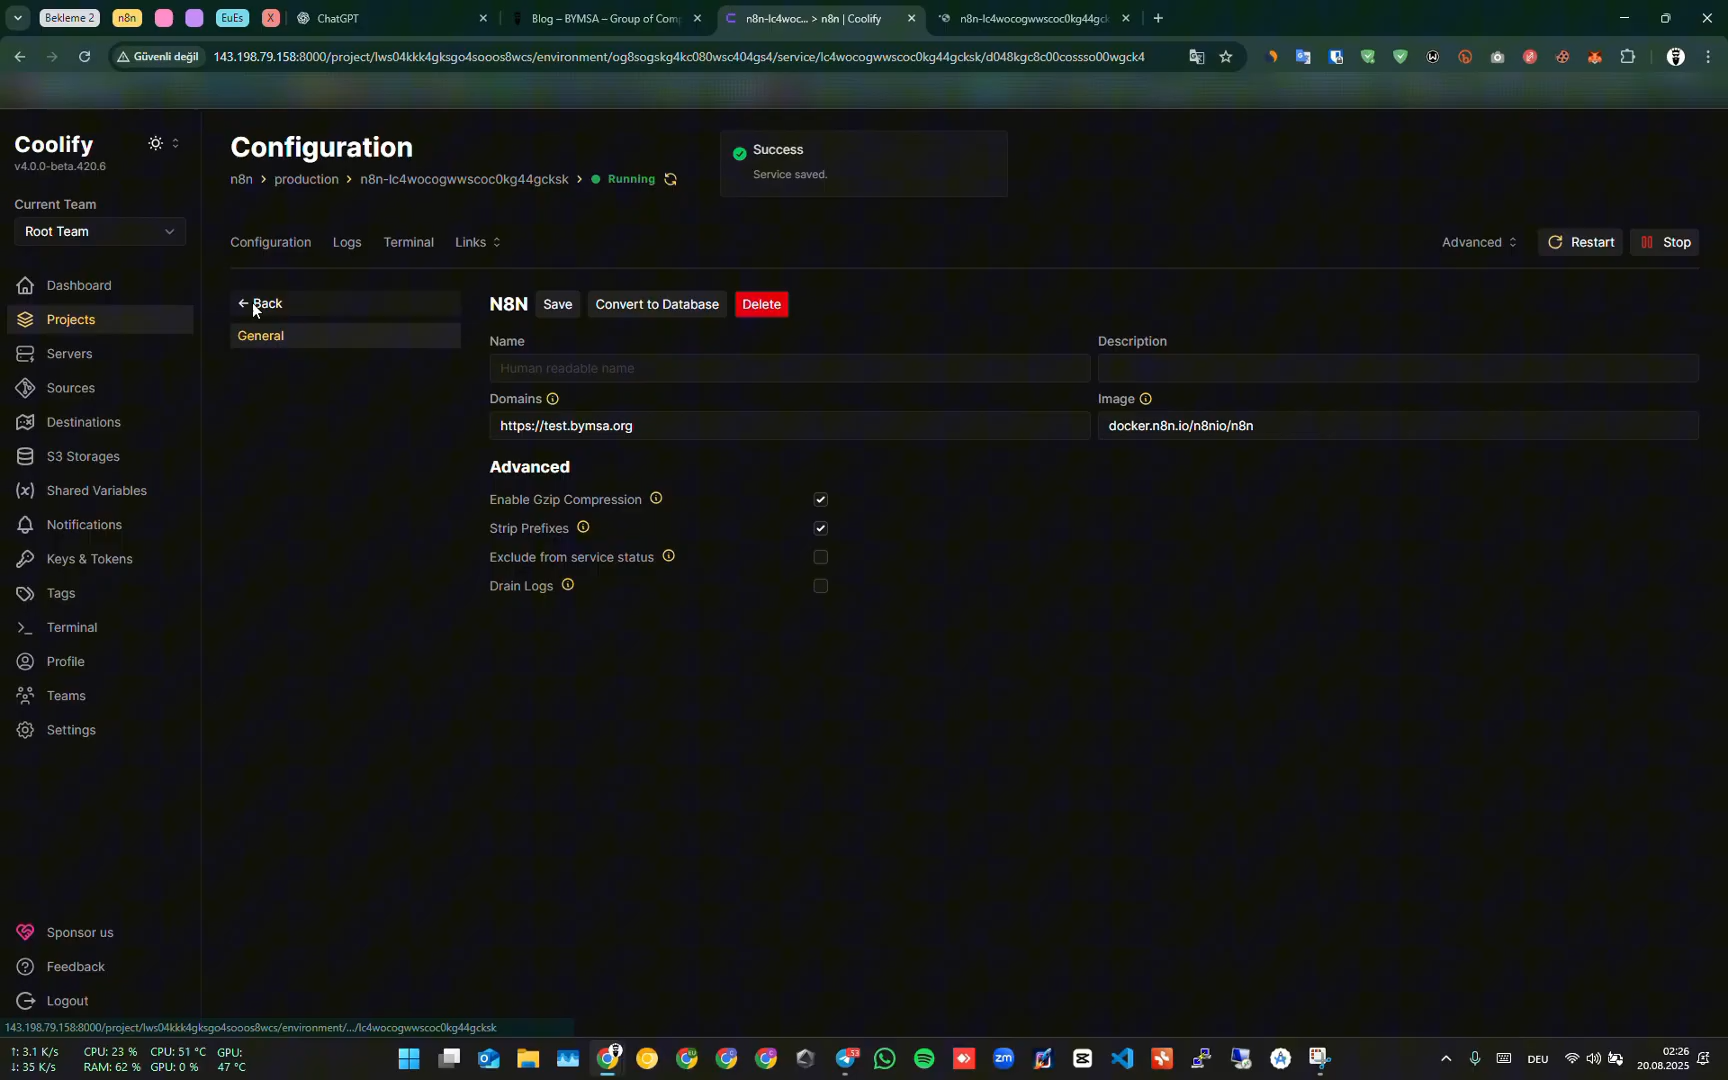 Bekleme 2
n8n
EuEs
X
ChatGPT
Blog – BYMSA – Group of Com
n8n-lc4woc... > n8n | Coolify
n8n-lc4wocogwwscoc0kg44gck
Güvenli değil
143.198.79.158:8000/project/lws04kkk4gksgo4sooos8wcs/environment/og8sogskg4kc080wsc404gs4/service/lc4wocogwwscoc0kg44gcksk/d048kgc8c00cossso00wgck4
Coolify
v4.0.0-beta.420.6
Current Team
Root Team
Dashboard
Projects
Servers
Sources
Destinations
S3 Storages
Shared Variables
Notifications
Keys & Tokens
Tags
Terminal
Profile
Teams
Settings
Sponsor us
Feedback
Logout
Configuration
n8n > production > n8n-lc4wocogwwscoc0kg44gcksk > Running
Success
Service saved.
Configuration Logs Terminal Links
Advanced Restart Stop
← Back
General
N8N Save Convert to Database Delete
Name
Description
Human readable name
Domains
Image
https://test.bymsa.org
docker.n8n.io/n8nio/n8n
Advanced
Enable Gzip Compression
Strip Prefixes
Exclude from service status
Drain Logs
143.198.79.158:8000/project/lws04kkk4gksgo4sooos8wcs/environment/.../lc4wocogwwscoc0kg44gcksk
↑: 3.1 K/s CPU: 23 % CPU: 51 °C GPU:
↓: 35 K/s RAM: 62 % GPU: 0 % 47 °C
53
zm
DEU
02:26
20.08.2025